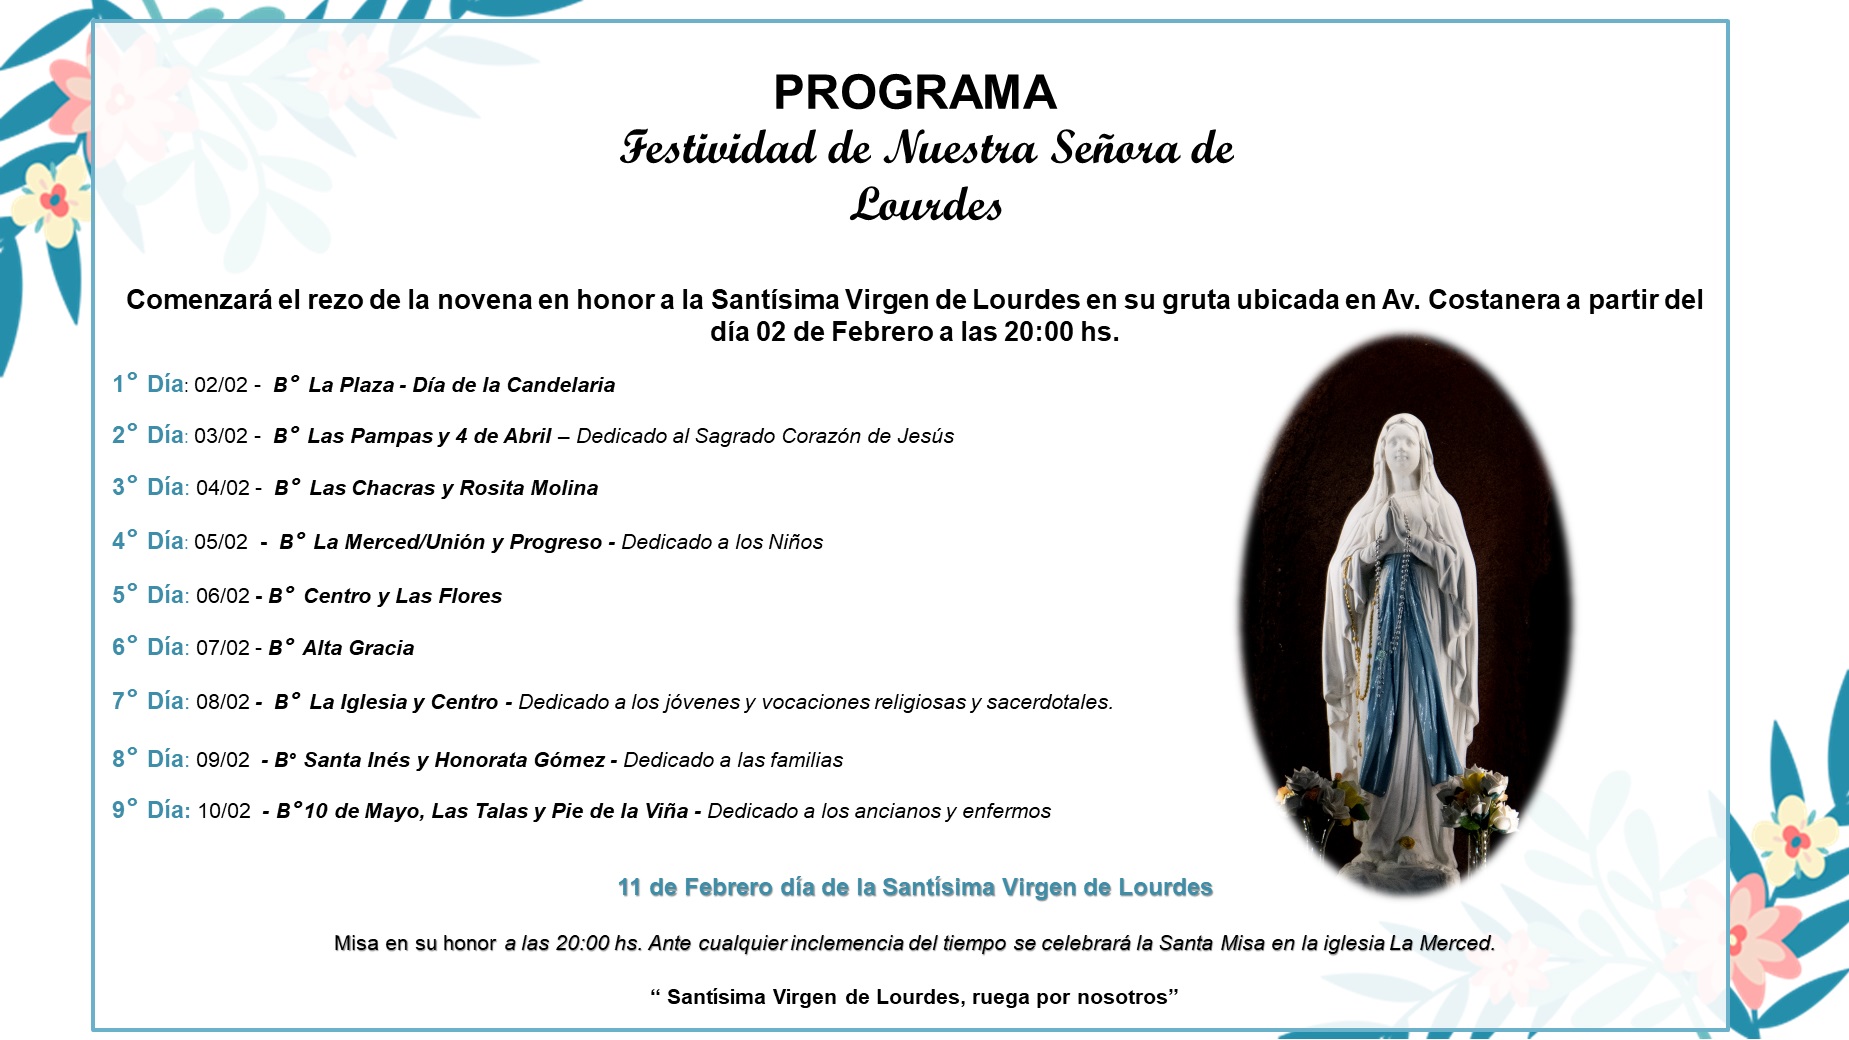 PROGRAMA
Festividad de Nuestra Señora de
Lourdes
Comenzará el rezo de la novena en honor a la Santísima Virgen de Lourdes en su gruta ubicada en Av. Costanera a partir del
día 02 de Febrero a las 20:00 hs.
1° Día: 02/02 - B° La Plaza - Día de la Candelaria
2° Día: 03/02 - B° Las Pampas y 4 de Abril – Dedicado al Sagrado Corazón de Jesús
3° Día: 04/02 - B° Las Chacras y Rosita Molina
4° Día: 05/02 - B° La Merced/Unión y Progreso - Dedicado a los Niños
5° Día: 06/02 - B° Centro y Las Flores
6° Día: 07/02 - B° Alta Gracia
7° Día: 08/02 - B° La Iglesia y Centro - Dedicado a los jóvenes y vocaciones religiosas y sacerdotales.
8° Día: 09/02 - B° Santa Inés y Honorata Gómez - Dedicado a las familias
9° Día: 10/02 - B°10 de Mayo, Las Talas y Pie de la Viña - Dedicado a los ancianos y enfermos
11 de Febrero día de la Santísima Virgen de Lourdes
Misa en su honor a las 20:00 hs. Ante cualquier inclemencia del tiempo se celebrará la Santa Misa en la iglesia La Merced.
“ Santísima Virgen de Lourdes, ruega por nosotros”